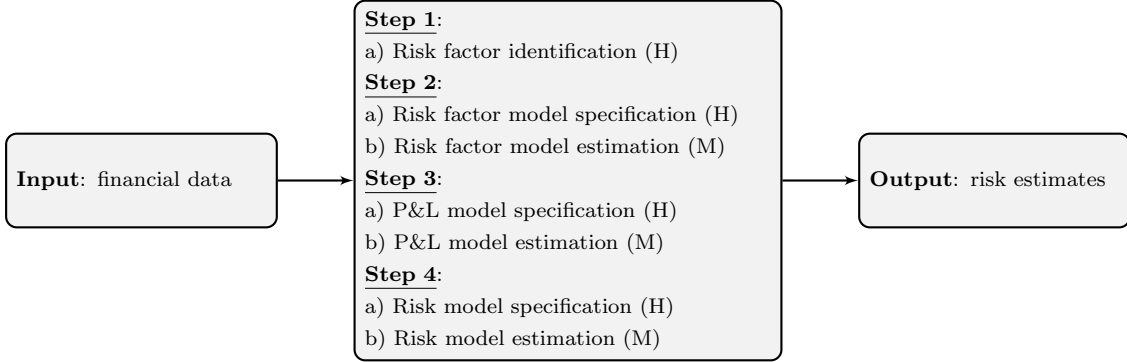 Input: financial data
Step 1:
a) Risk factor identification (H)
Step 2:
a) Risk factor model specification (H)
b) Risk factor model estimation (M)
Step 3:
a) P&L model specification (H)
b) P&L model estimation (M)
Step 4:
a) Risk model specification (H)
b) Risk model estimation (M)
Output: risk estimates